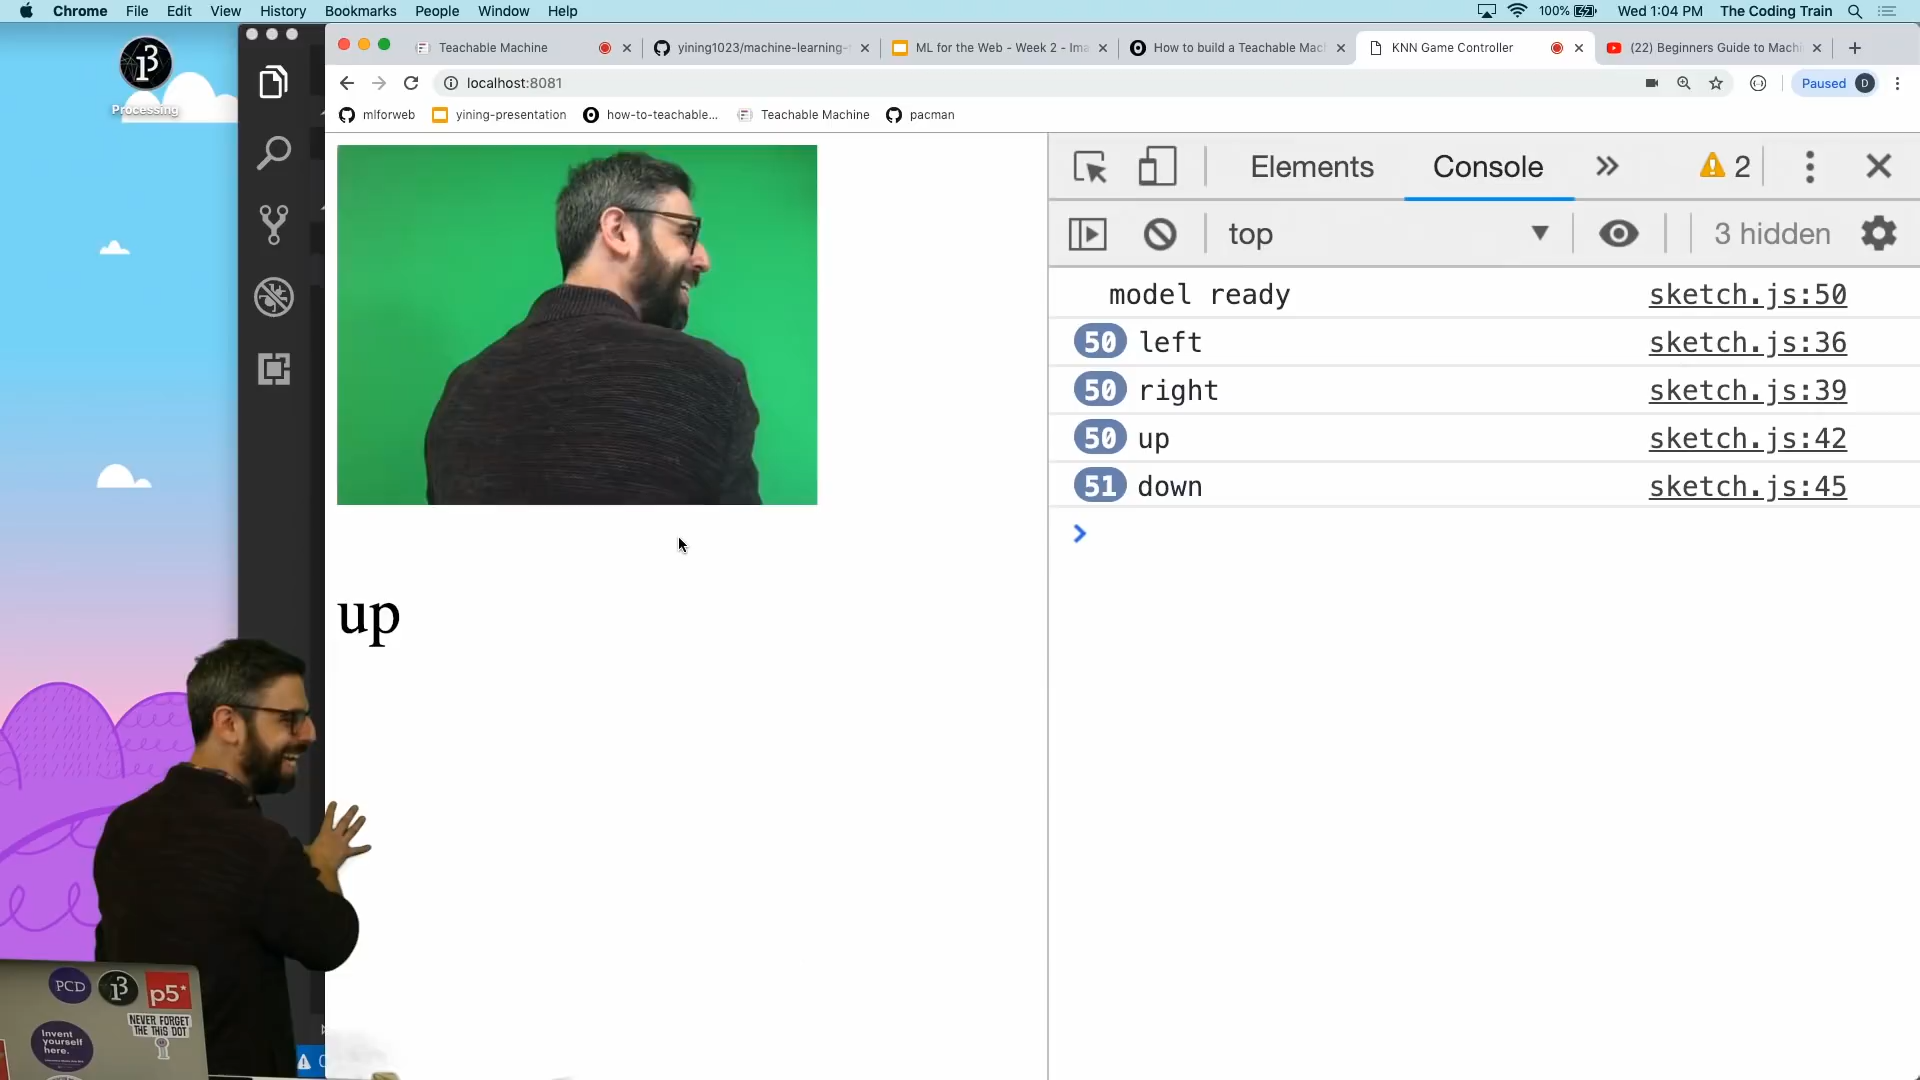 Chrome File Edit View History Bookmarks People Window Help 100% Wed 1:04 PM The Coding Train
Processing
Teachable Machine
yining1023/machine-learning-
ML for the Web - Week 2 - Ima
How to build a Teachable Mac
KNN Game Controller
(22) Beginners Guide to Machi
localhost:8081
Paused D
mlforweb yining-presentation how-to-teachable... Teachable Machine pacman
Elements Console 2
top 3 hidden
model ready sketch.js:50
50 left sketch.js:36
50 right sketch.js:39
50 up sketch.js:42
51 down sketch.js:45
up
PCD
p5*
NEVER FORGET
THE THIS DOT
Invent
yourself
here.